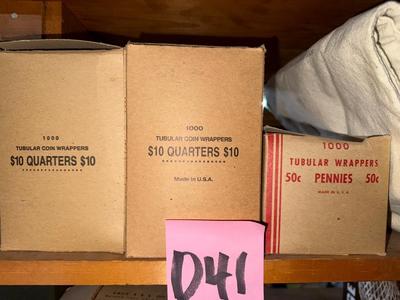 1000
TUBULAR COIN WRAPPERS
$10 QUARTERS $10
1000
TUBULAR COIN WRAPPERS
$10 QUARTERS $10
Made in U.S.A.
1000
TUBULAR WRAPPERS
50c PENNIES 50c
MADE IN U.S.A.
D41